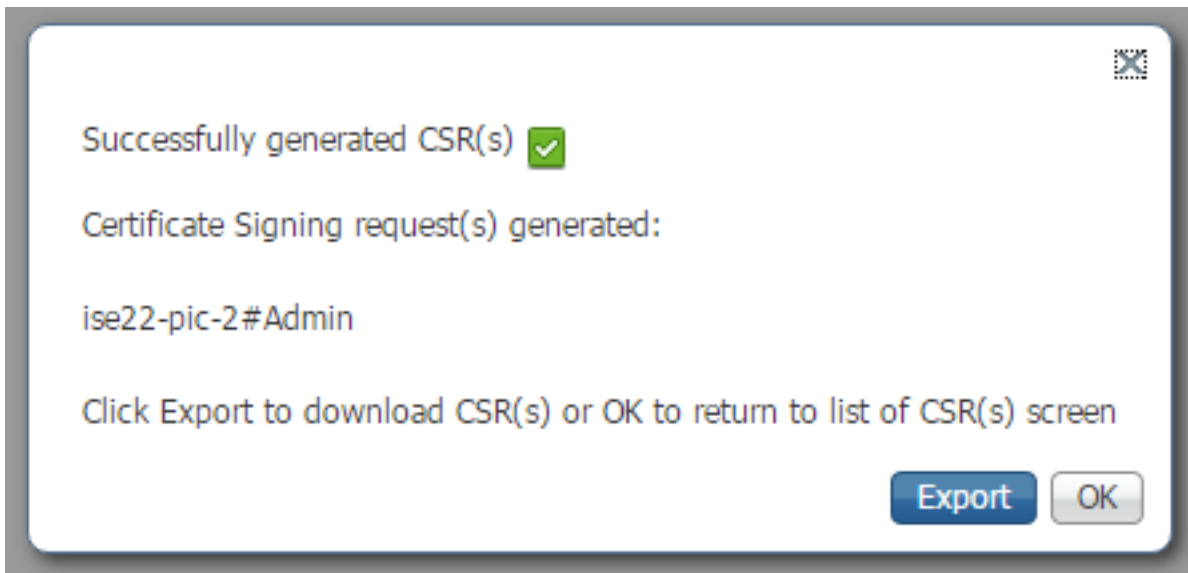 Successfully generated CSR(s)
Certificate Signing request(s) generated:
ise22-pic-2#Admin
Click Export to download CSR(s) or OK to return to list of CSR(s) screen
Export OK